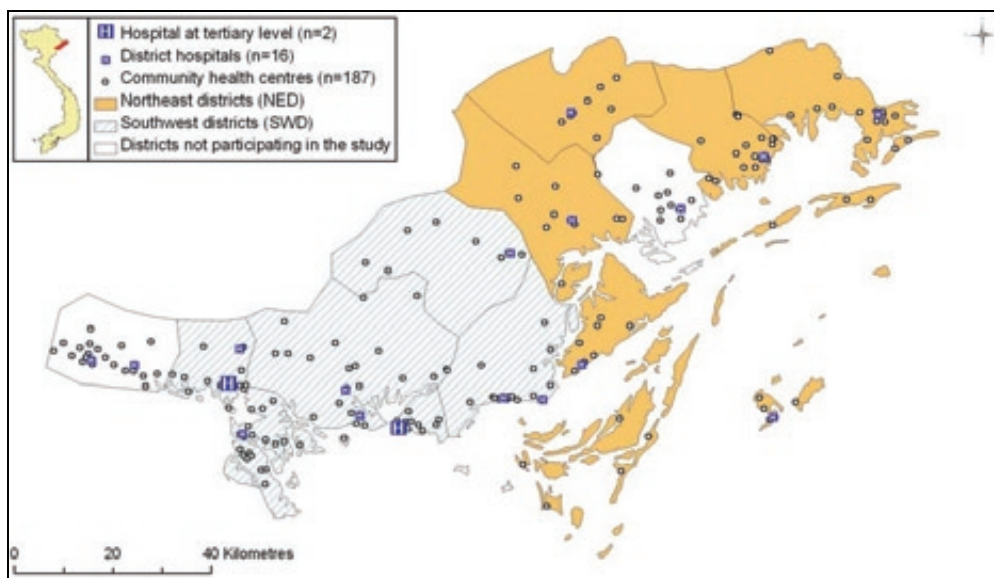 Hospital at tertiary level (n=2)
District hospitals (n=16)
Community health centres (n=187)
Northeast districts (NED)
Southwest districts (SWD)
Districts not participating in the study
H
H
0 20 40 Kilometres